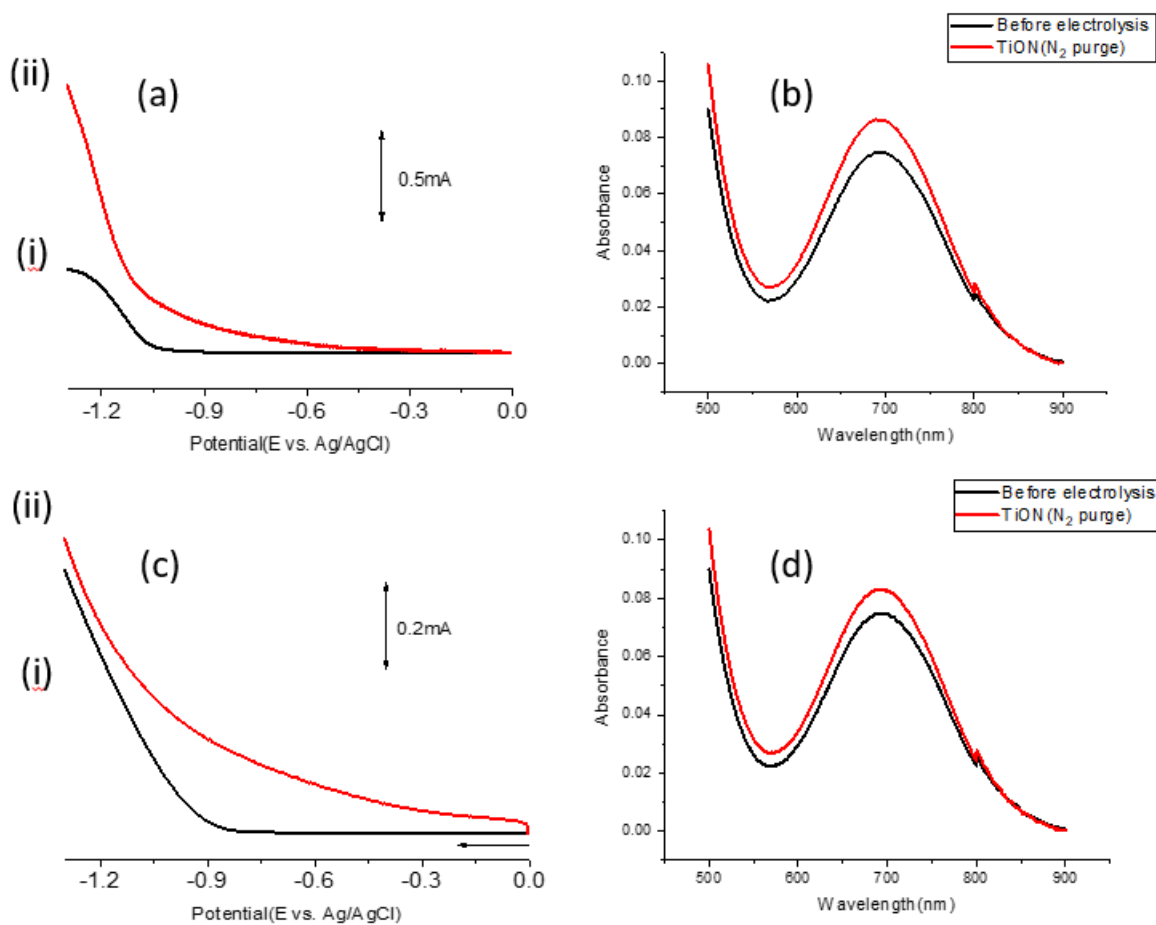 (ii)
(a)
0.5mA
(i)
-1.2 -0.9 -0.6 -0.3 0.0
Potential(E vs. Ag/AgCl)
Before electrolysis
TiON(N2 purge)
(b)
0.10
0.08
0.06
0.04
0.02
0.00
Absorbance
500 600 700 800 900
Wavelength(nm)
(ii)
(c)
0.2mA
(i)
-1.2 -0.9 -0.6 -0.3 0.0
Potential(E vs. Ag/AgCl)
Before electrolysis
TiON(N2 purge)
(d)
0.10
0.08
0.06
0.04
0.02
0.00
Absorbance
500 600 700 800 900
Wavelength(nm)